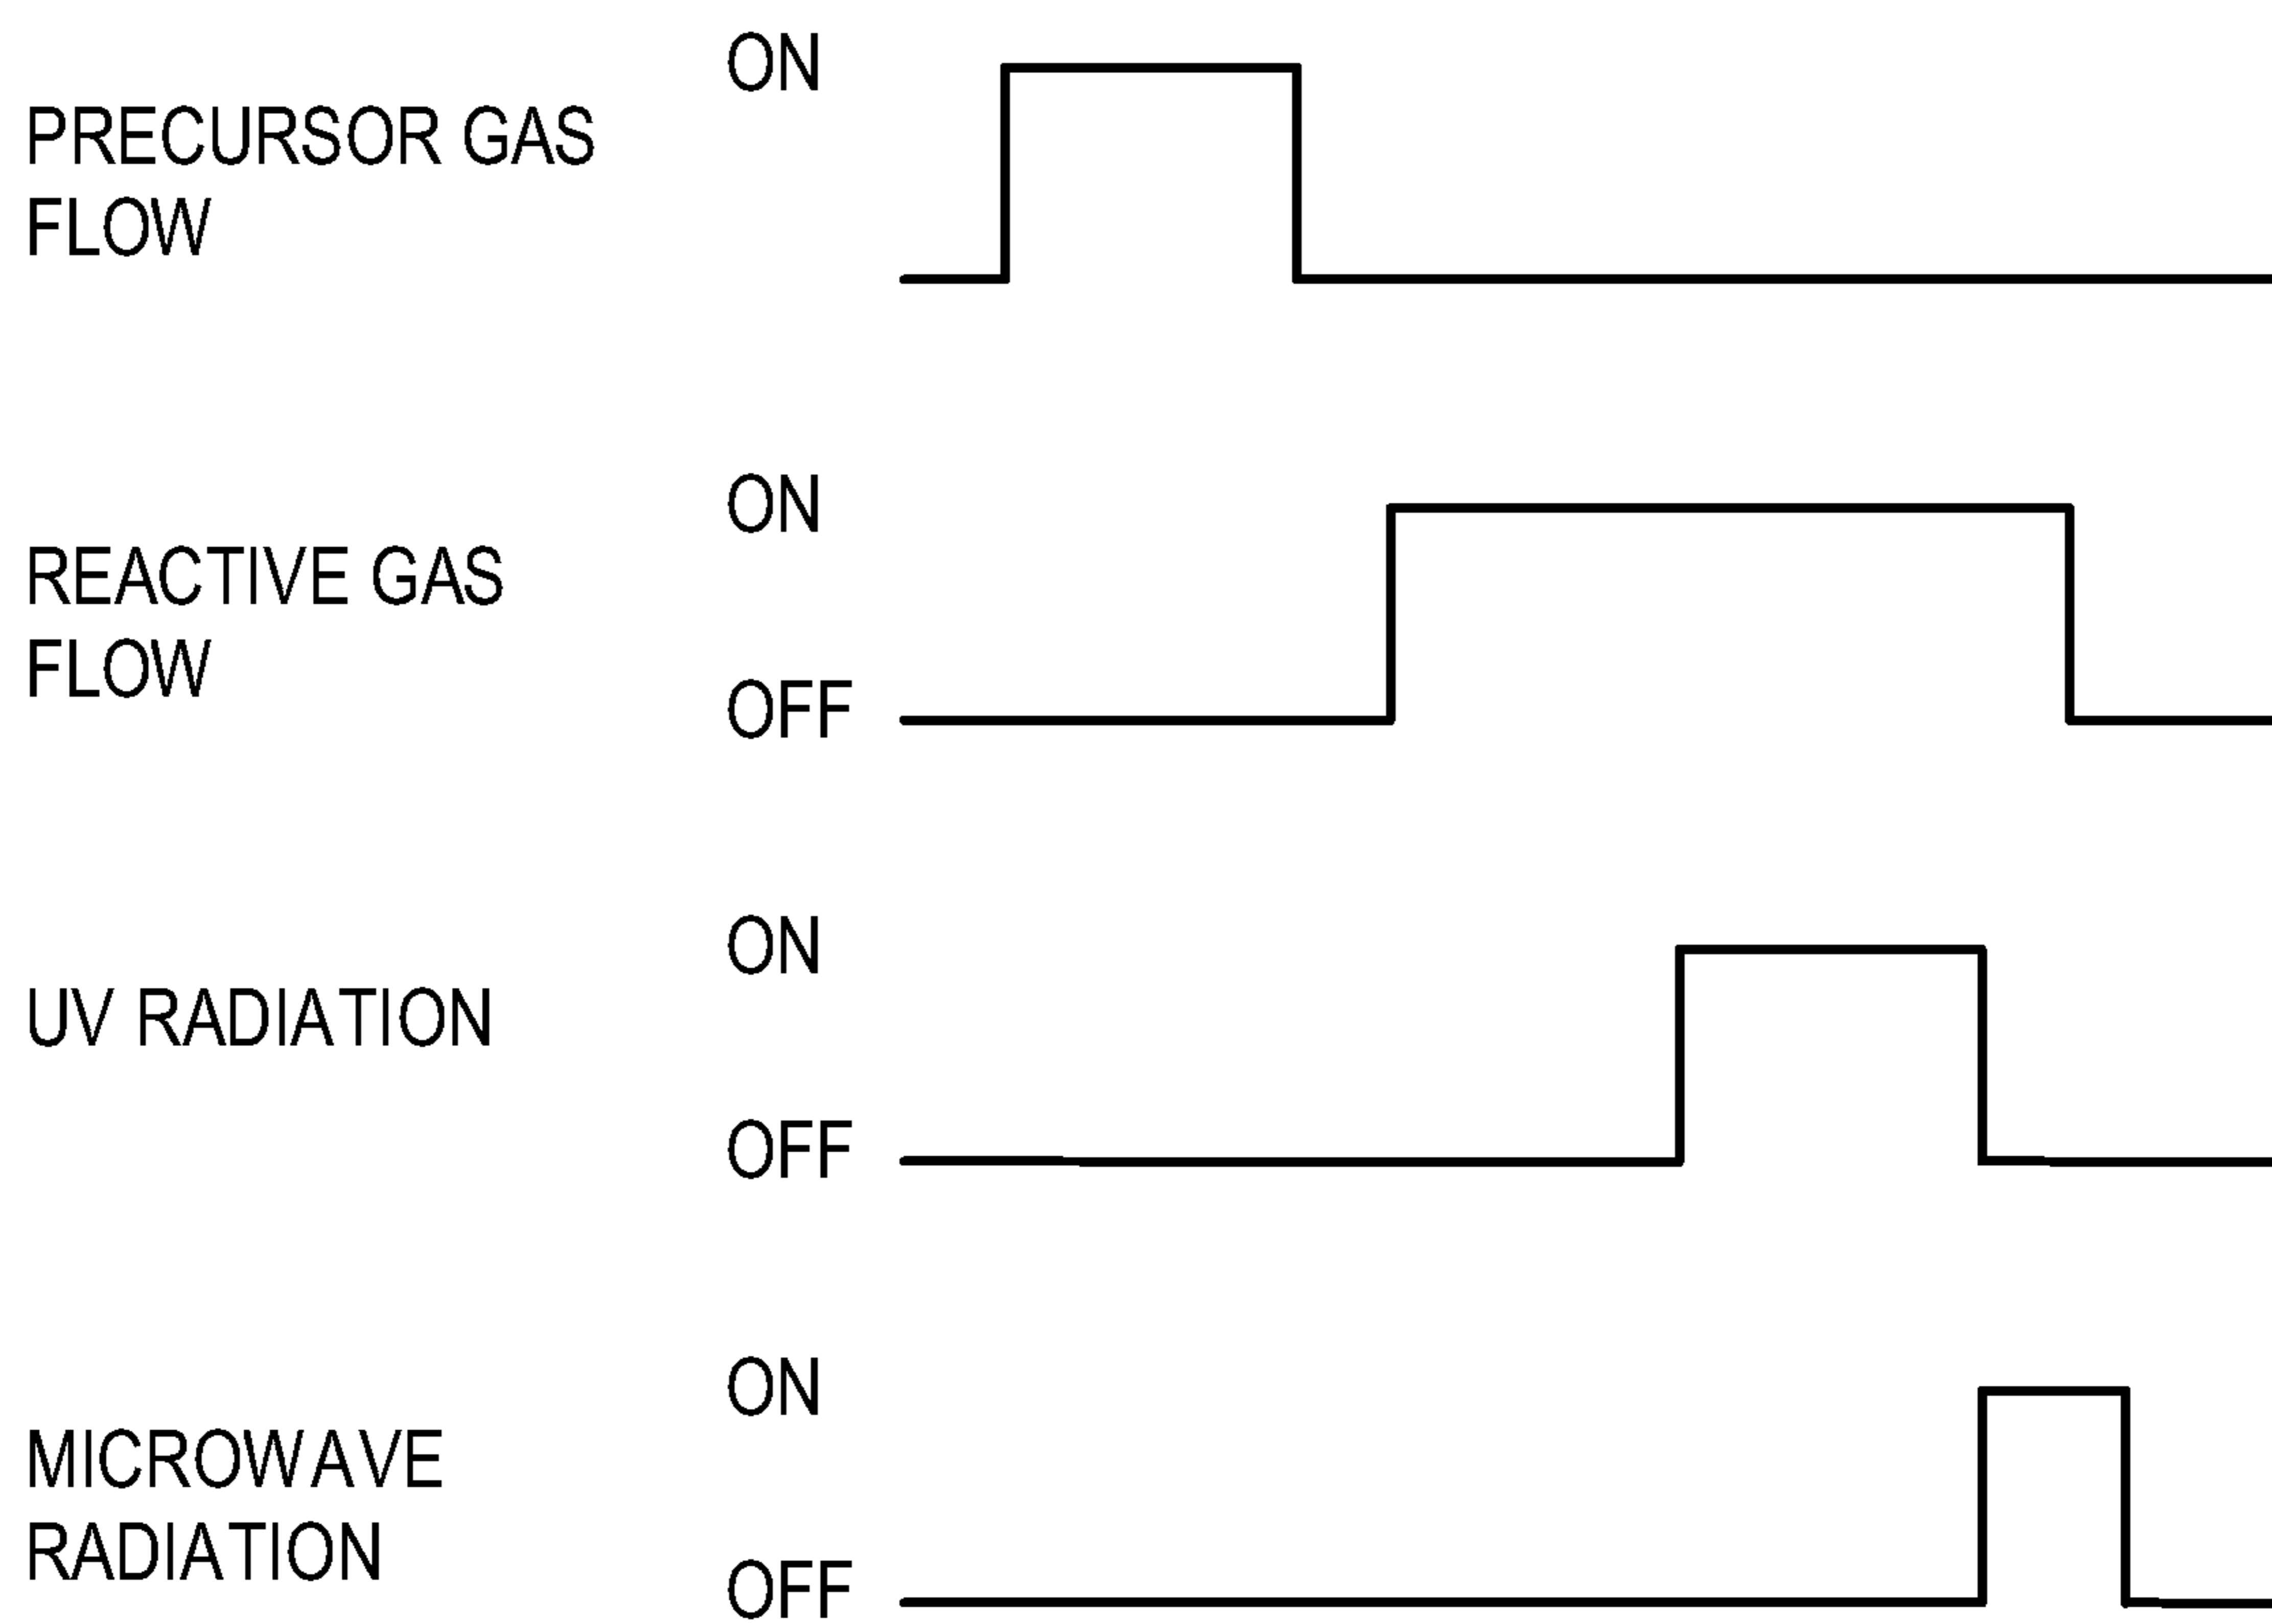 ON
PRECURSOR GAS
FLOW
ON
REACTIVE GAS
FLOW
OFF
ON
UV RADIATION
OFF
ON
MICROWAVE
RADIATION
OFF